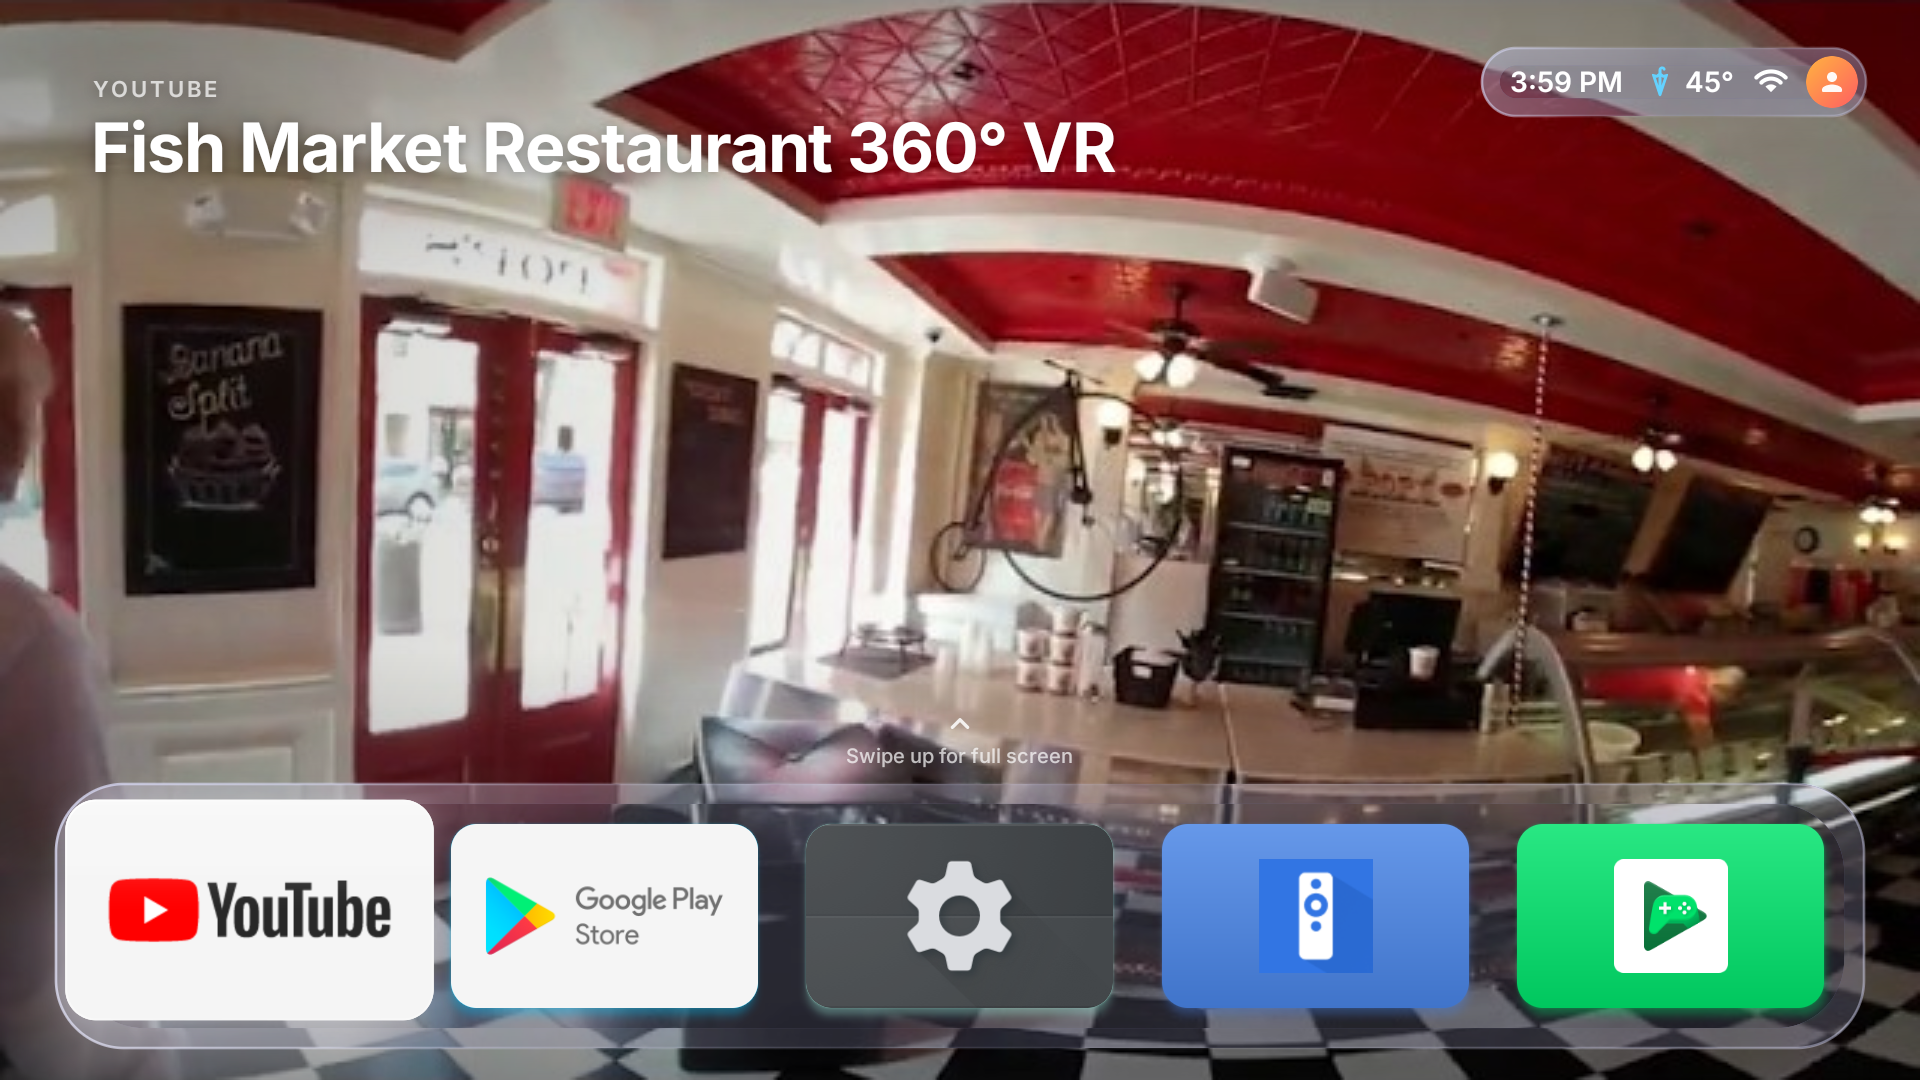 YOUTUBE
Fish Market Restaurant 360° VR
3:59 PM 45°
Banana
Split
Swipe up for full screen
YouTube
Google Play
Store